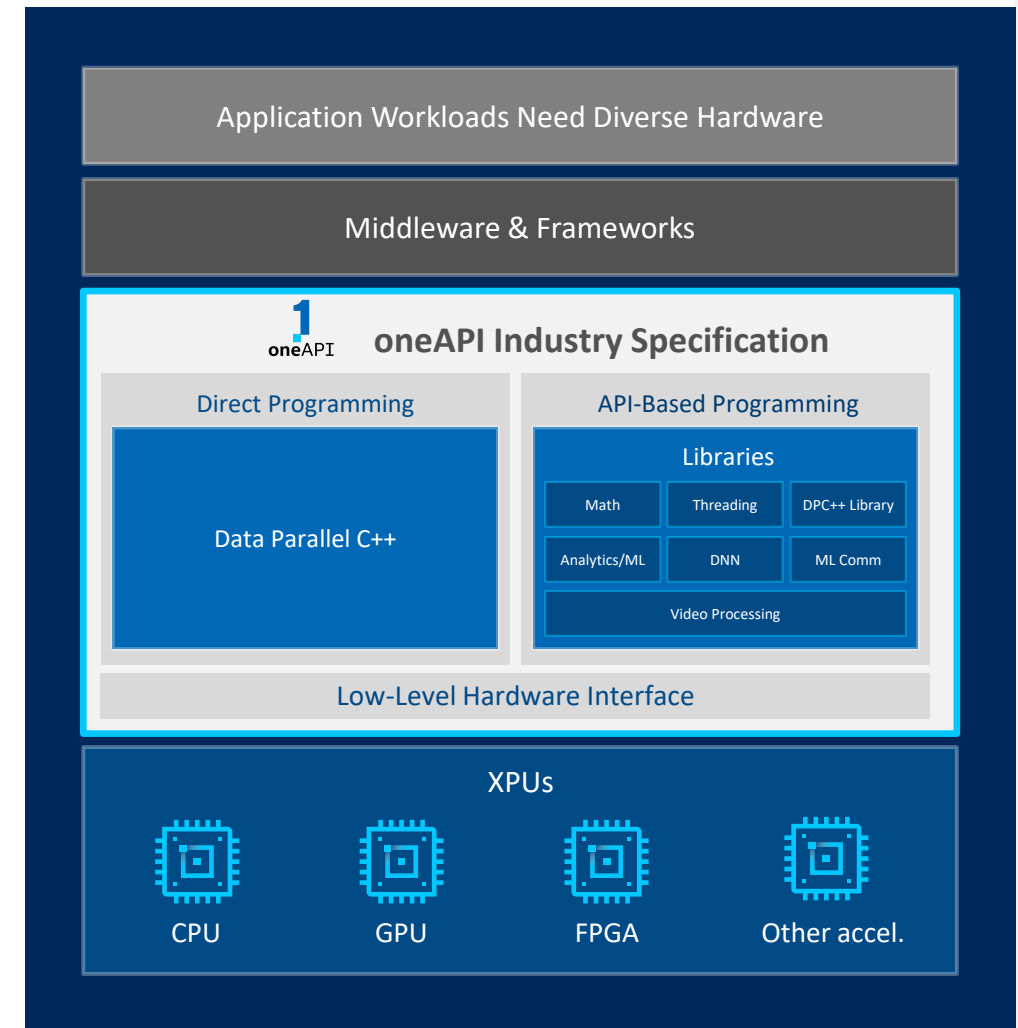 Application Workloads Need Diverse Hardware
Middleware & Frameworks
1
oneAPI
oneAPI Industry Specification
Direct Programming
Data Parallel C++
API-Based Programming
Libraries
Math
Threading
DPC++ Library
Analytics/ML
DNN
ML Comm
Video Processing
Low-Level Hardware Interface
XPUs
CPU
GPU
FPGA
Other accel.